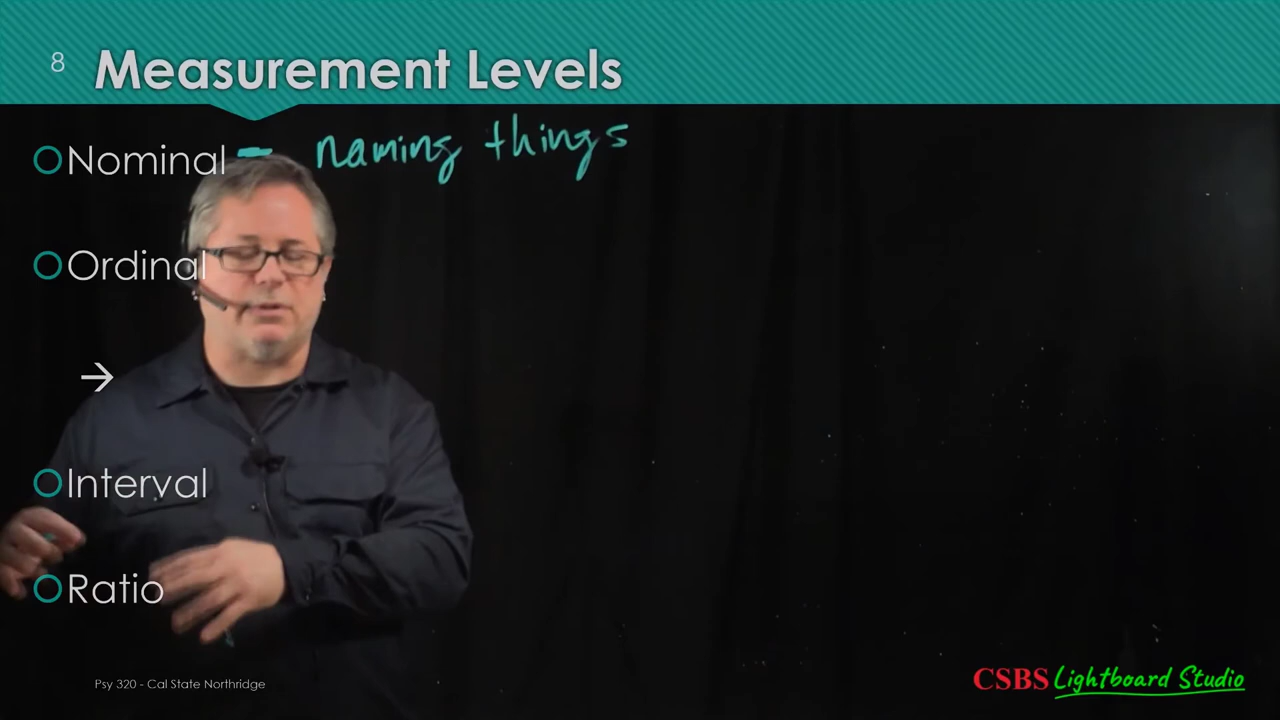 8
Measurement Levels
Nominal - naming things
Ordinal
→
Interval
Ratio
Psy 320 - Cal State Northridge
CSBS Lightboard Studio